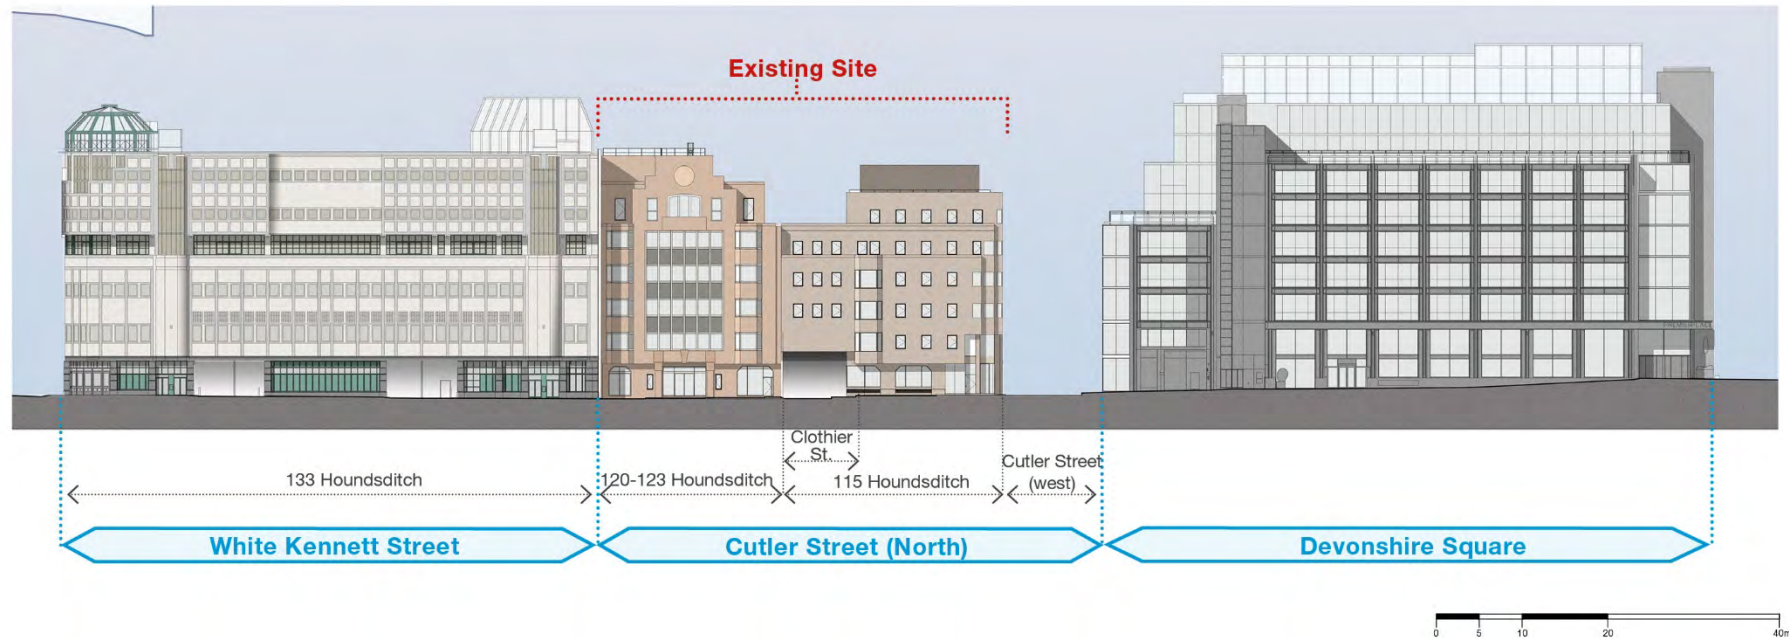 Existing Site
Clothier
St.
133 Houndsditch
120-123 Houndsditch
115 Houndsditch
Cutler Street
(west)
White Kennett Street
Cutler Street (North)
Devonshire Square
0 5 10 20 40m